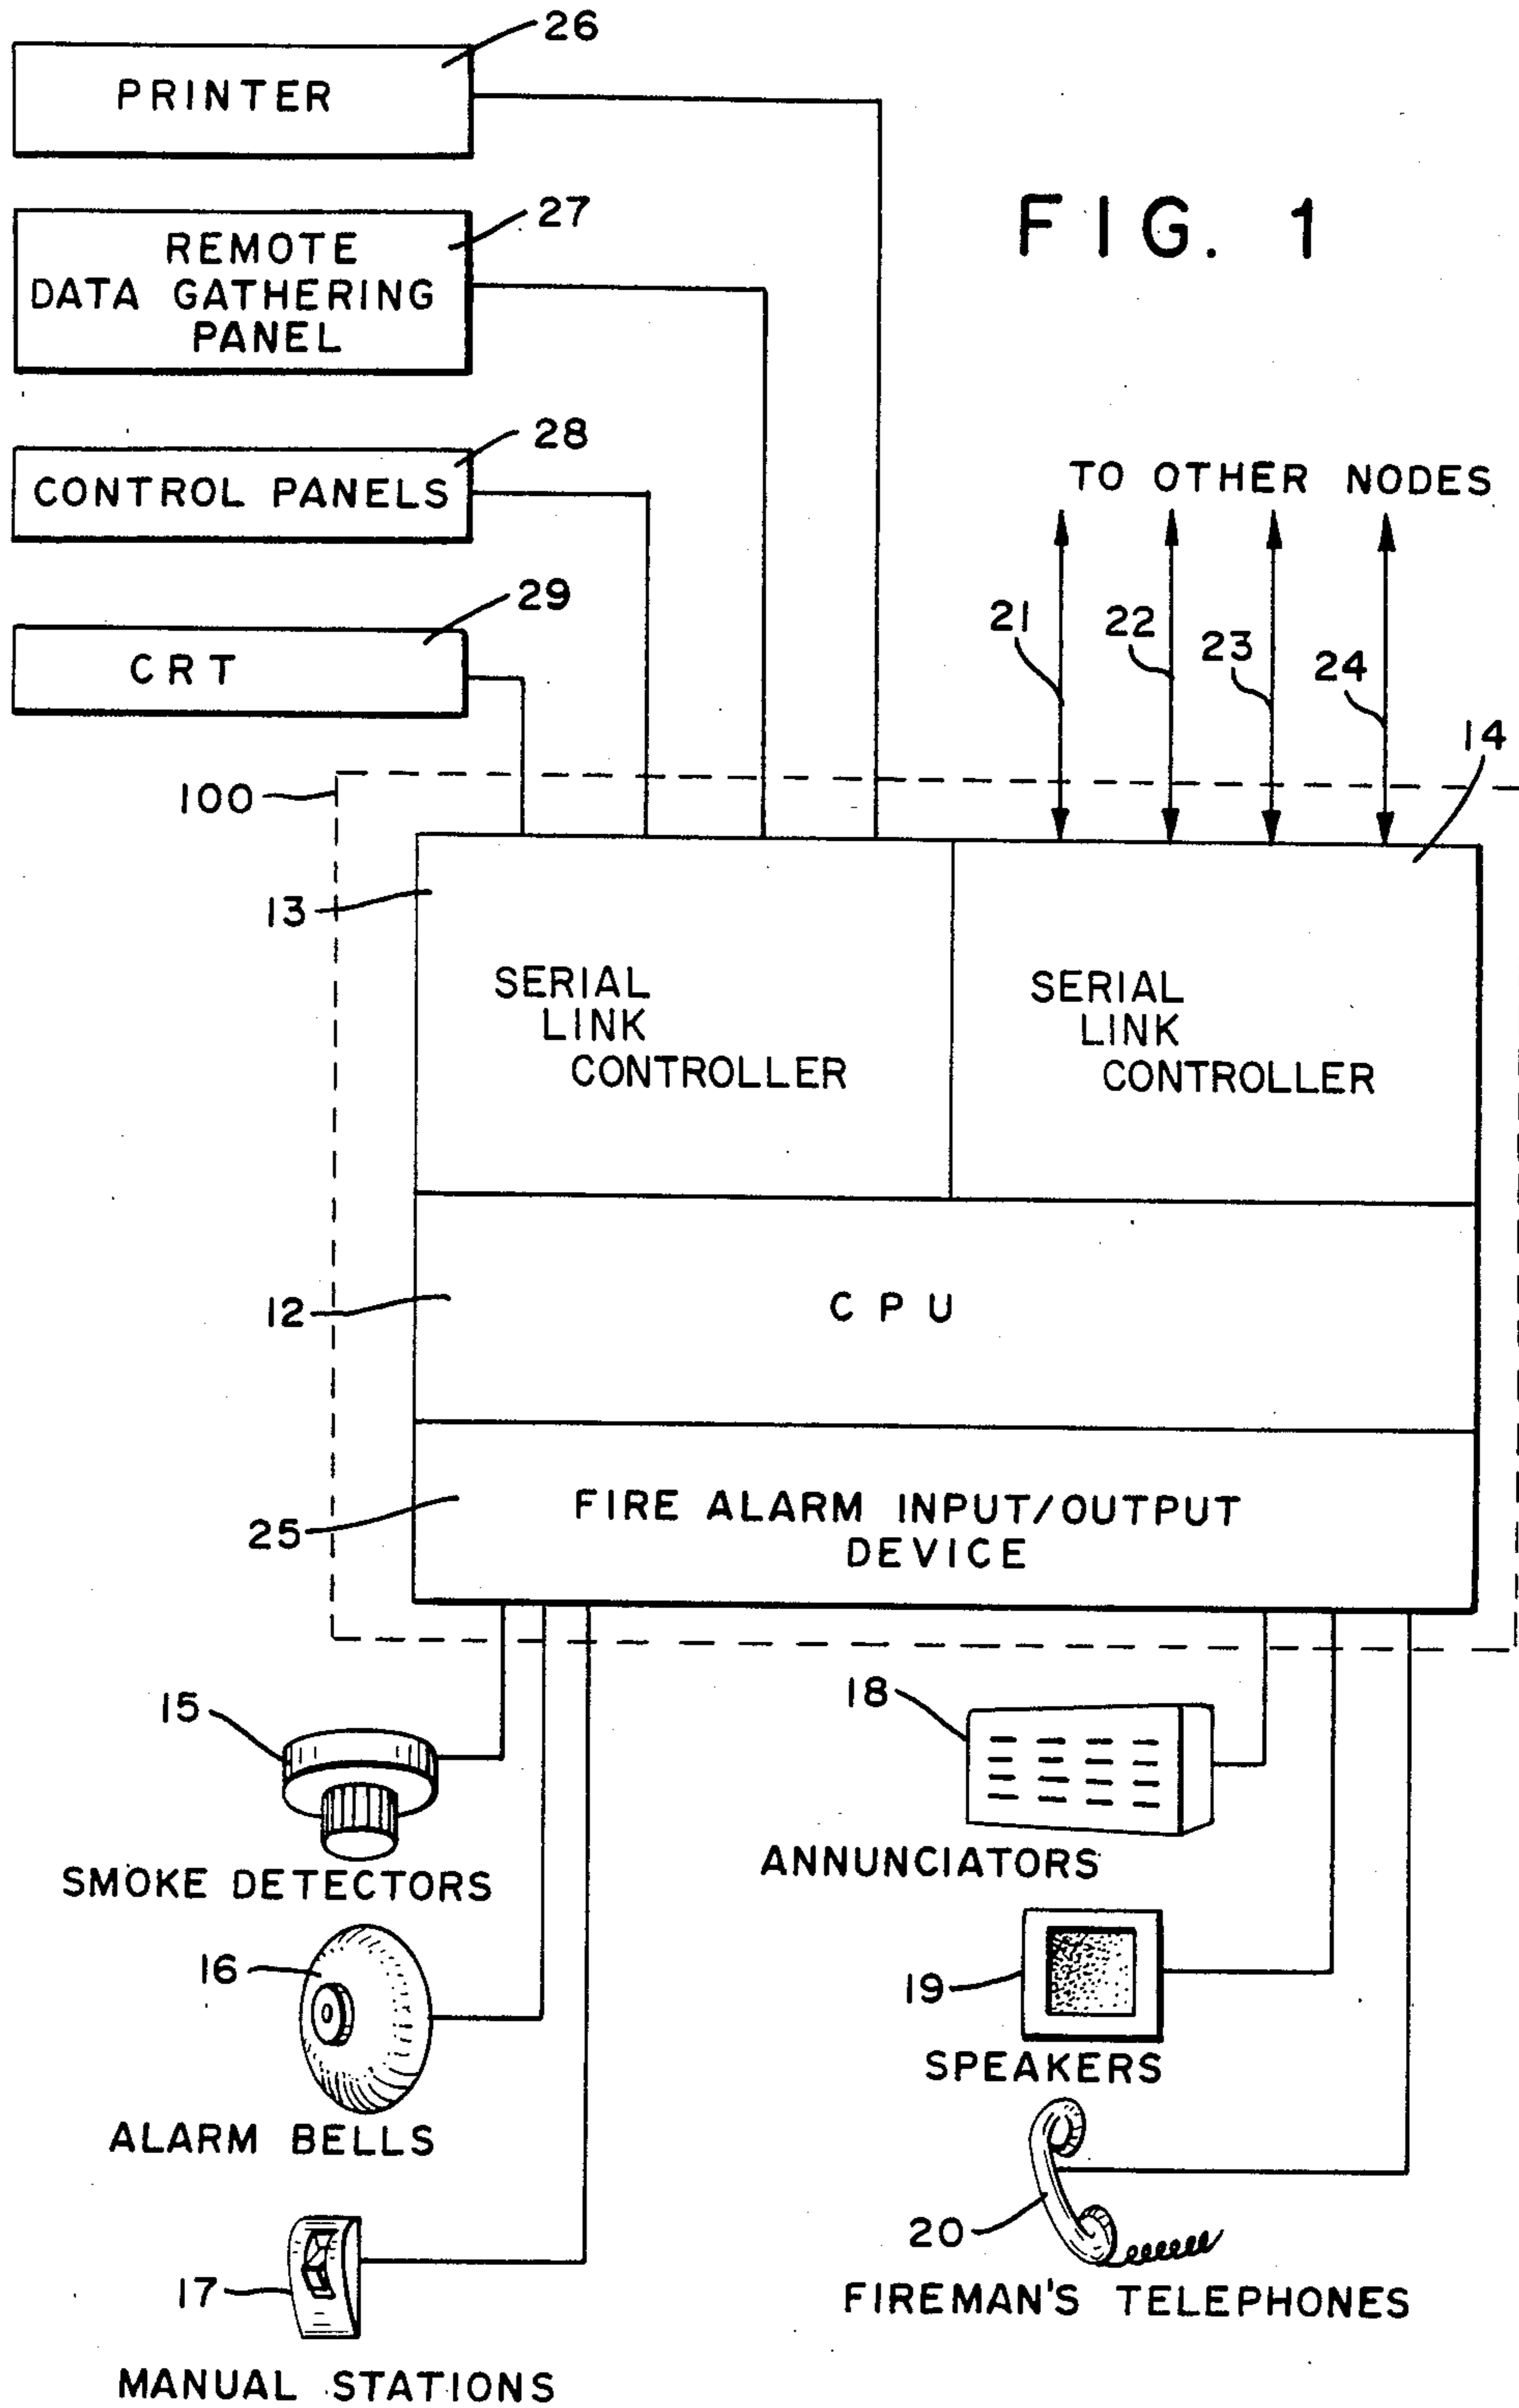 26
PRINTER
27
REMOTE
DATA GATHERING
PANEL
FIG. 1
28
CONTROL PANELS
TO OTHER NODES
29
CRT
21
22
23
24
14
100
13
SERIAL
LINK
CONTROLLER
SERIAL
LINK
CONTROLLER
12
CPU
25
FIRE ALARM INPUT/OUTPUT
DEVICE
15
SMOKE DETECTORS
16
ALARM BELLS
17
MANUAL STATIONS
18
ANNUNCIATORS
19
SPEAKERS
20
FIREMAN'S TELEPHONES